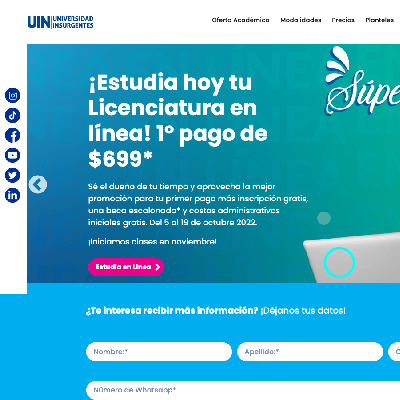 UIN UNIVERSIDAD
INSURGENTES
Oferta Académica Modalidades Precios Planteles
¡Estudia hoy tu
Licenciatura en
línea! 1° pago de
$699*
Sé el dueño de tu tiempo y aprovecha la mejor
promoción para tu primer pago más inscripción gratis,
una beca escalonada* y costos administrativos
iniciales gratis. Del 5 al 19 de octubre 2022.
¡Iniciamos clases en noviembre!
Estudia en Línea
Súpe
¿Te interesa recibir más información? ¡Déjanos tus datos!
Nombre:*
Apellido:*
Número de Whatsapp*